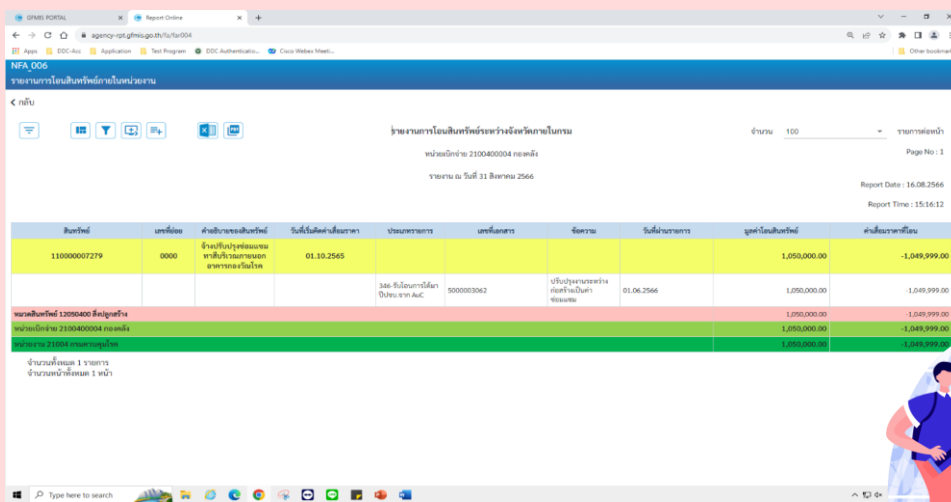 GFMIS PORTAL
Report Online
agency-rpt.gfmis.go.th/fa/far004
Apps
DDC-Acc
Application
Test Program
DDC Authenticatio...
Cisco Webex Meeti...
Other bookmar
NFA_006
รายงานการโอนสินทรัพย์ภายในหน่วยงาน
กลับ
รายงานการโอนสินทรัพย์ระหว่างจังหวัดภายในกรม
จำนวน 100 รายการต่อหน้า
หน่วยเบิกจ่าย 2100400004 กองคลัง
Page No : 1
รายงาน ณ วันที่ 31 สิงหาคม 2566
Report Date : 16.08.2566
Report Time : 15:16:12
สินทรัพย์ เลขที่ย่อย คำอธิบายของสินทรัพย์ วันที่เริ่มคิดค่าเสื่อมราคา ประเภทรายการ เลขที่เอกสาร ข้อความ วันที่ผ่านรายการ มูลค่าโอนสินทรัพย์ ค่าเสื่อมราคาที่โอน
จ้างปรับปรุงซ่อมแซม
110000007279 0000 ทาสีบริเวณภายนอก 01.10.2565 1,050,000.00 -1,049,999.00
อาคารกองวัณโรค
346-รับโอนการได้มา
ปีปจบ.จาก AuC
5000003062
ปรับปรุงงานระหว่าง
ก่อสร้างเป็นค่า
ซ่อมแซม
01.06.2566 1,050,000.00 -1,049,999.00
หมวดสินทรัพย์ 12050400 สิ่งปลูกสร้าง 1,050,000.00 -1,049,999.00
หน่วยเบิกจ่าย 2100400004 กองคลัง 1,050,000.00 -1,049,999.00
หน่วยงาน 21004 กรมควบคุมโรค 1,050,000.00 -1,049,999.00
จำนวนทั้งหมด 1 รายการ
จำนวนหน้าทั้งหมด 1 หน้า
Type here to search